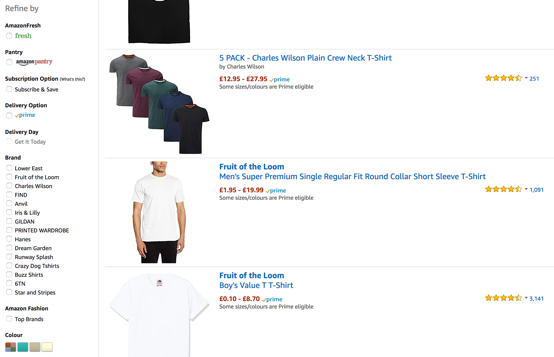 Refine by
AmazonFresh
fresh
Pantry
amazonpantry
Subscription Option (What's this?)
Subscribe & Save
Delivery Option
prime
Delivery Day
Get It Today
Brand
Lower East
Fruit of the Loom
Charles Wilson
FIND
Anvil
Iris & Lilly
GILDAN
PRINTED WARDROBE
Hanes
Dream Garden
Runway Splash
Crazy Dog Tshirts
Buzz Shirts
6TN
Star and Stripes
Amazon Fashion
Top Brands
Colour
5 PACK - Charles Wilson Plain Crew Neck T-Shirt
by Charles Wilson
£12.95 - £27.95 prime
Some sizes/colours are Prime eligible
251
Fruit of the Loom
Men's Super Premium Single Regular Fit Round Collar Short Sleeve T-Shirt
£1.95 - £19.99 prime
Some sizes/colours are Prime eligible
1,091
Fruit of the Loom
Boy's Value T T-Shirt
£0.10 - £8.70 prime
Some sizes/colours are Prime eligible
3,141